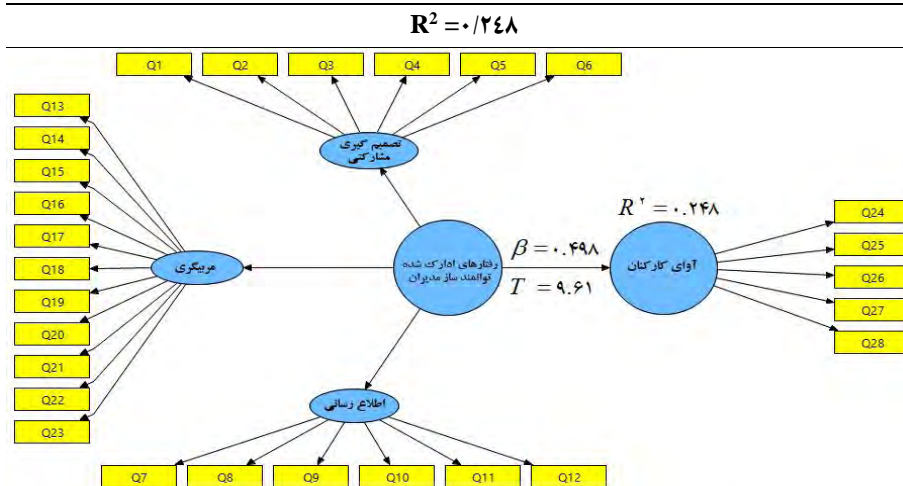 R² =۰/۲٤۸
Q1
Q2
Q3
Q4
Q5
Q6
Q13
Q14
Q15
Q16
Q17
Q18
Q19
Q20
Q21
Q22
Q23
تصمیم گیری
مشارکتی
مربیگری
رفتارهای ادارک شده
توانمند ساز مدیران
β = ۰.۴۹۸
T = ۹.۶۱
R² = ۰.۲۴۸
آوای کارکنان
Q24
Q25
Q26
Q27
Q28
اطلاع رسانی
Q7
Q8
Q9
Q10
Q11
Q12